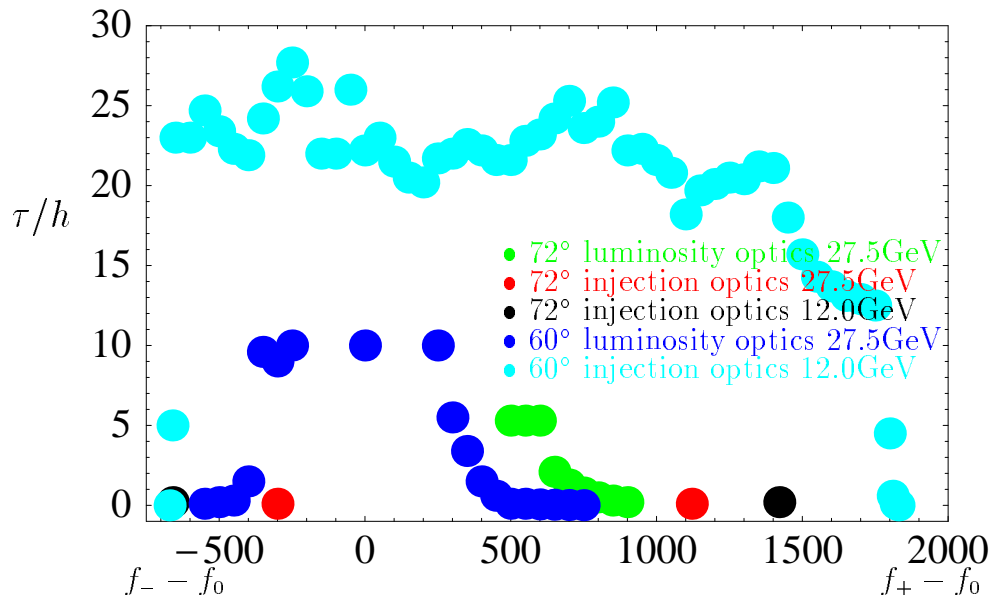 30
25
20
τ/h
15
72° luminosity optics 27.5GeV
72° injection optics 27.5GeV
72° injection optics 12.0GeV
10
60° luminosity optics 27.5GeV
60° injection optics 12.0GeV
5
0
−500 0 500 1000 1500 2000
f₋ − f₀ f₊ − f₀